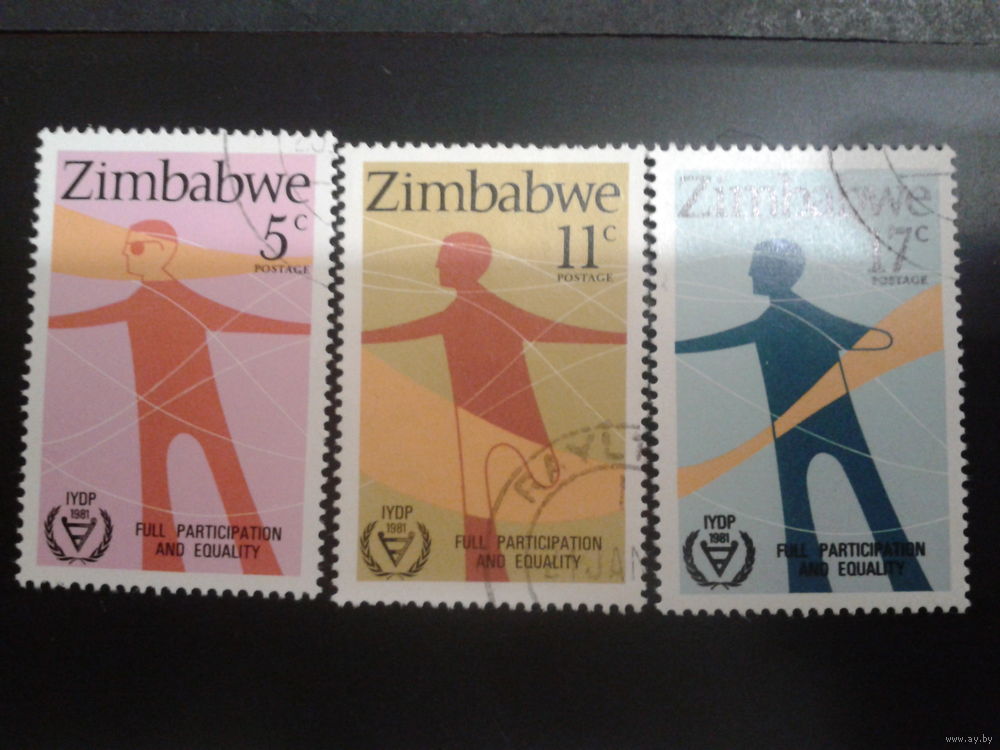 Zimbabwe
5c
POSTAGE
IYDP
1981
FULL PARTICIPATION
AND EQUALITY
Zimbabwe
11c
POSTAGE
IYDP
1981
FULL PARTICIPATION
AND EQUALITY
Zimbabwe
17c
POSTAGE
IYDP
1981
FULL PARTICIPATION
AND EQUALITY
www.ay.by